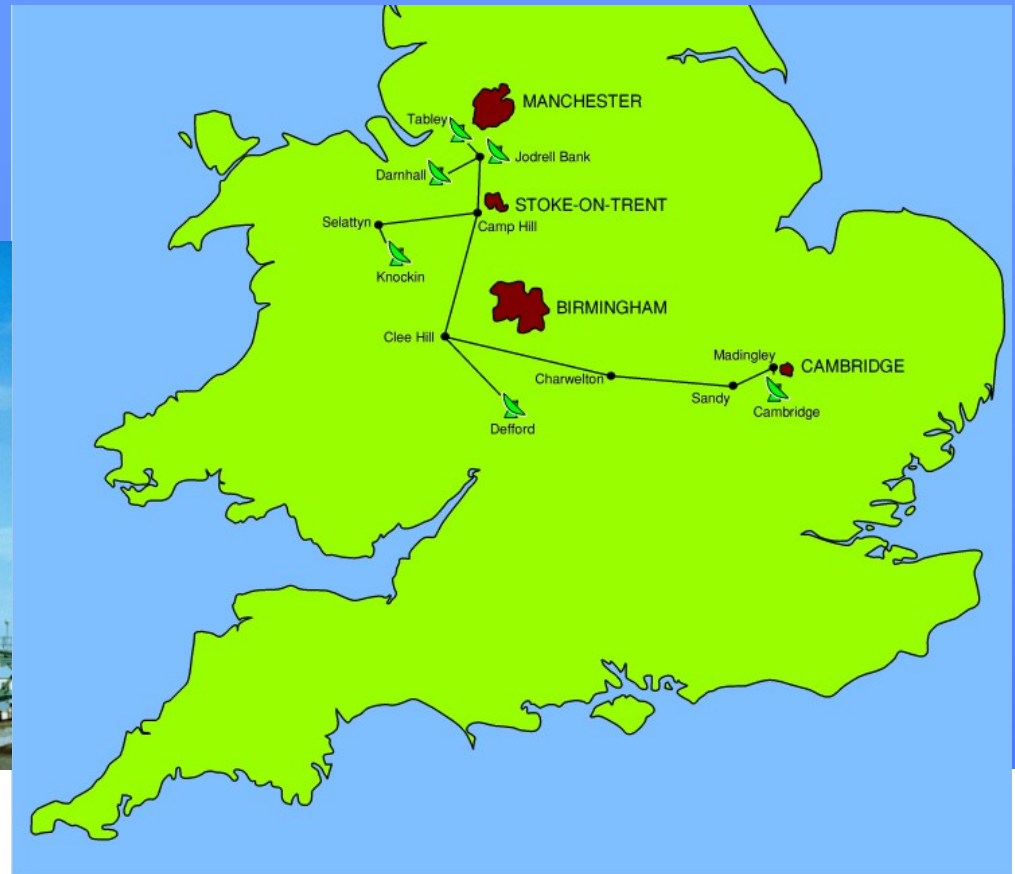 MANCHESTER
Tabley
Jodrell Bank
Darnhall
STOKE-ON-TRENT
Selattyn
Camp Hill
Knockin
BIRMINGHAM
Clee Hill
Madingley
CAMBRIDGE
Charwelton
Sandy
Cambridge
Defford